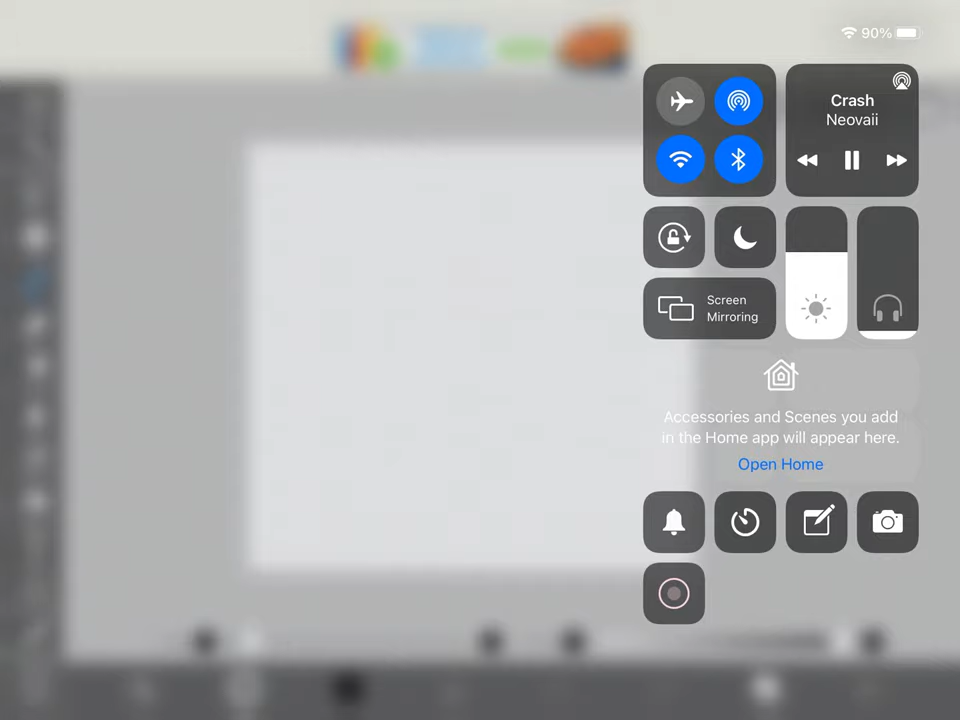 90%
Crash
Neovaii
Screen
Mirroring
Accessories and Scenes you add
in the Home app will appear here.
Open Home